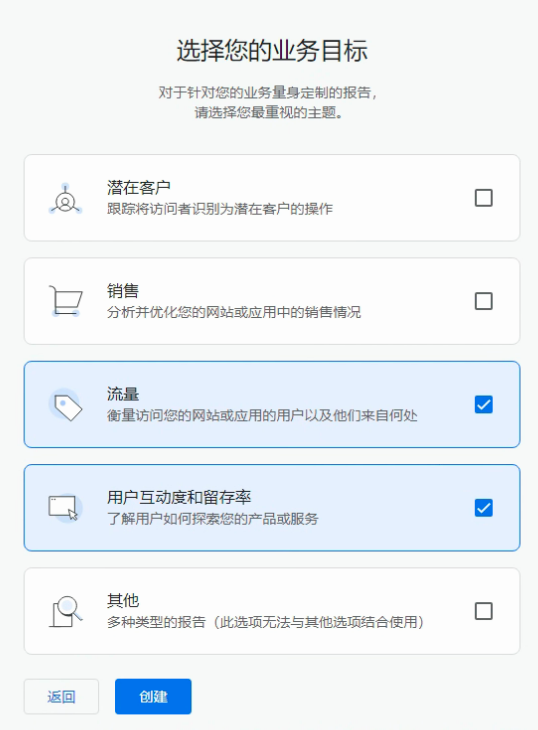 选择您的业务目标
对于针对您的业务量身定制的报告，
请选择您最重视的主题。
潜在客户
跟踪将访问者识别为潜在客户的操作
销售
分析并优化您的网站或应用中的销售情况
流量
衡量访问您的网站或应用的用户以及他们来自何处
用户互动度和留存率
了解用户如何探索您的产品或服务
其他
多种类型的报告（此选项无法与其他选项结合使用）
返回
创建